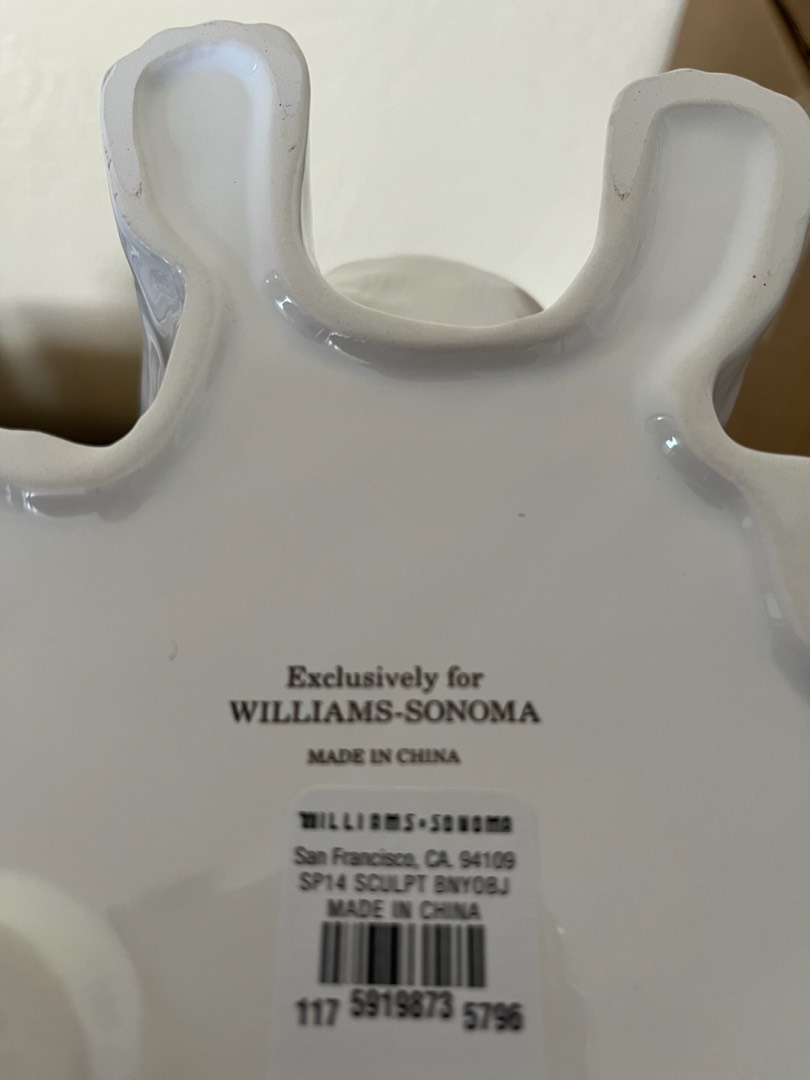 Exclusively for
WILLIAMS-SONOMA
MADE IN CHINA
WILLIAMS-SONOMA
San Francisco, CA. 94109
SP14 SCULPT BNYOBJ
MADE IN CHINA
117 5919873 5796